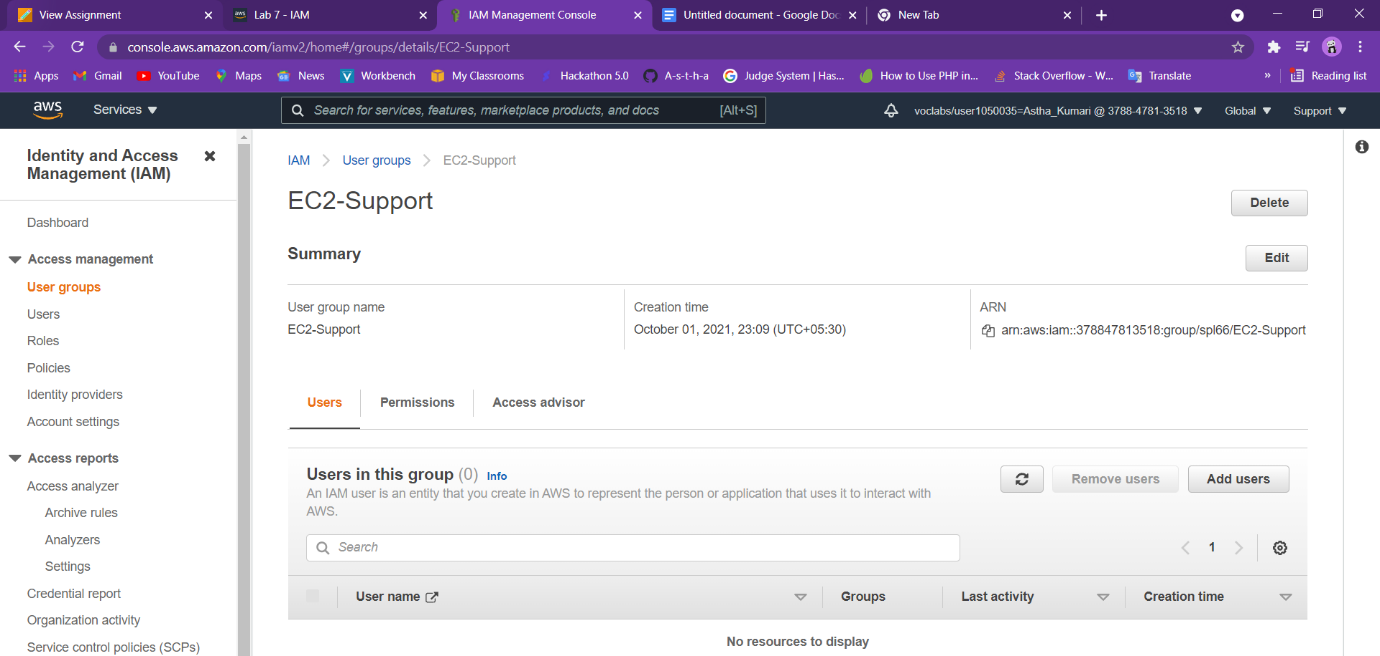 View Assignment
Lab 7 - IAM
IAM Management Console
Untitled document - Google Doc
New Tab
console.aws.amazon.com/iamv2/home#/groups/details/EC2-Support
Apps
Gmail
YouTube
Maps
News
Workbench
My Classrooms
Hackathon 5.0
A-s-t-h-a
Judge System | Has...
How to Use PHP in...
Stack Overflow - W...
Translate
»
Reading list
aws
Services
Search for services, features, marketplace products, and docs
[Alt+S]
voclabs/user1050035=Astha_Kumari @ 3788-4781-3518
Global
Support
Identity and Access
Management (IAM)
Dashboard
Access management
User groups
Users
Roles
Policies
Identity providers
Account settings
Access reports
Access analyzer
Archive rules
Analyzers
Settings
Credential report
Organization activity
Service control policies (SCPs)
IAM
User groups
EC2-Support
EC2-Support
Delete
Summary
Edit
User group name
EC2-Support
Creation time
October 01, 2021, 23:09 (UTC+05:30)
ARN
arn:aws:iam::378847813518:group/spl66/EC2-Support
Users
Permissions
Access advisor
Users in this group (0) Info
An IAM user is an entity that you create in AWS to represent the person or application that uses it to interact with
AWS.
Remove users
Add users
Search
1
User name
Groups
Last activity
Creation time
No resources to display